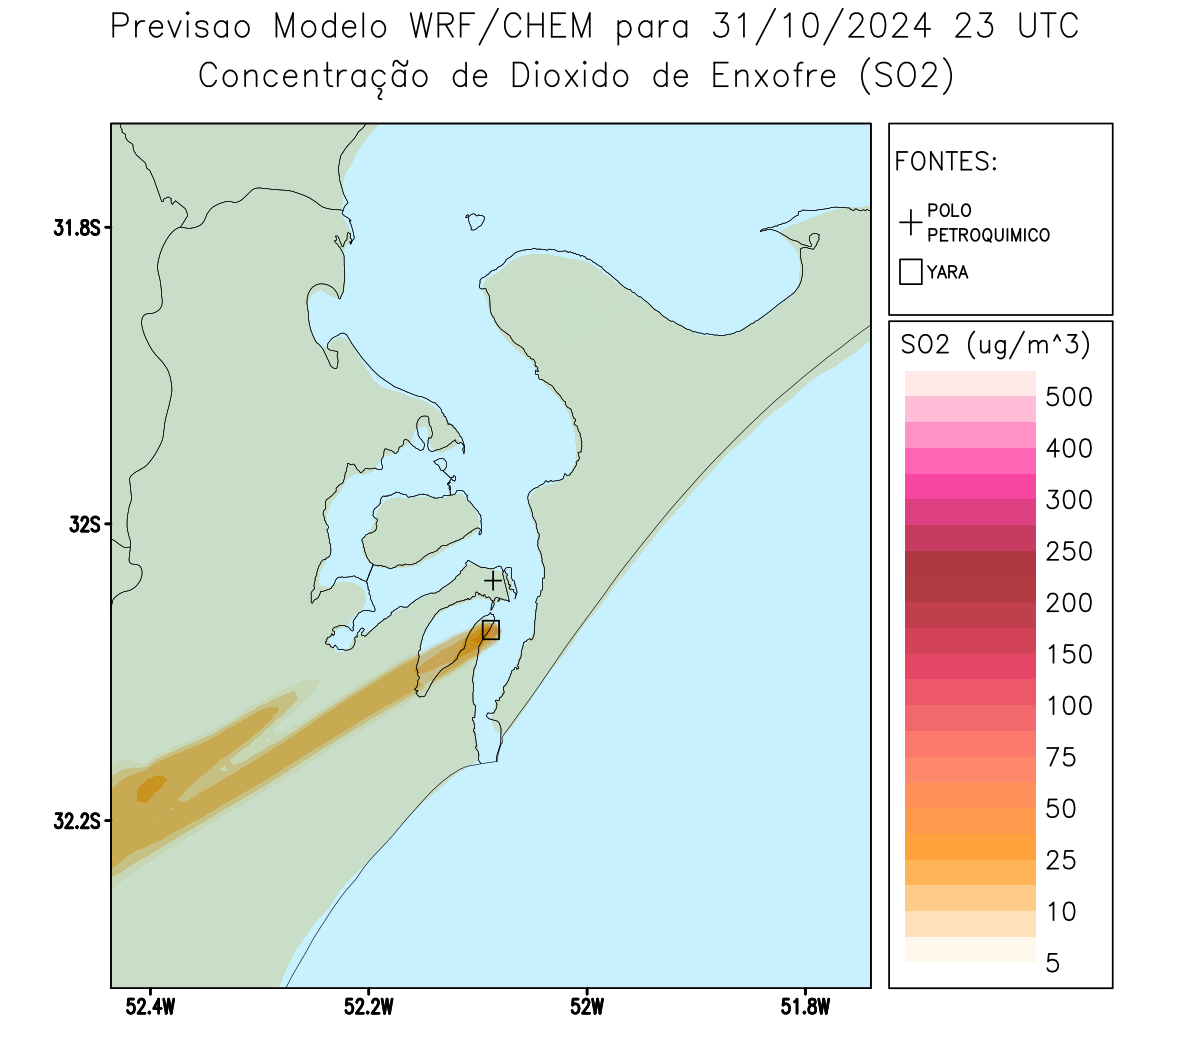 Previsao Modelo WRF/CHEM para 31/10/2024 23 UTC
Concentração de Dioxido de Enxofre (SO2)
FONTES:
POLO
PETROQUIMICO
YARA
SO2 (ug/m^3)
500
400
300
250
200
150
100
75
50
25
10
5
31.8S
32S
32.2S
52.4W
52.2W
52W
51.8W